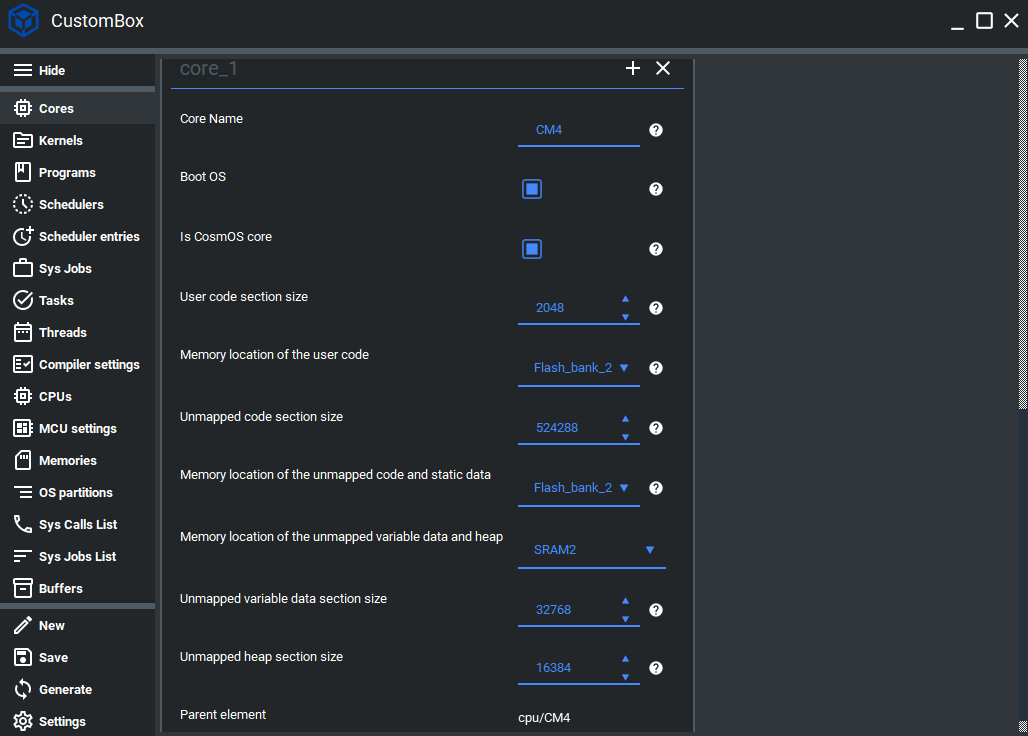 CustomBox
Hide
Cores
Kernels
Programs
Schedulers
Scheduler entries
Sys Jobs
Tasks
Threads
Compiler settings
CPUs
MCU settings
Memories
OS partitions
Sys Calls List
Sys Jobs List
Buffers
New
Save
Generate
Settings
core_1
Core Name
CM4
Boot OS
Is CosmOS core
User code section size
2048
Memory location of the user code
Flash_bank_2
Unmapped code section size
524288
Memory location of the unmapped code and static data
Flash_bank_2
Memory location of the unmapped variable data and heap
SRAM2
Unmapped variable data section size
32768
Unmapped heap section size
16384
Parent element
cpu/CM4